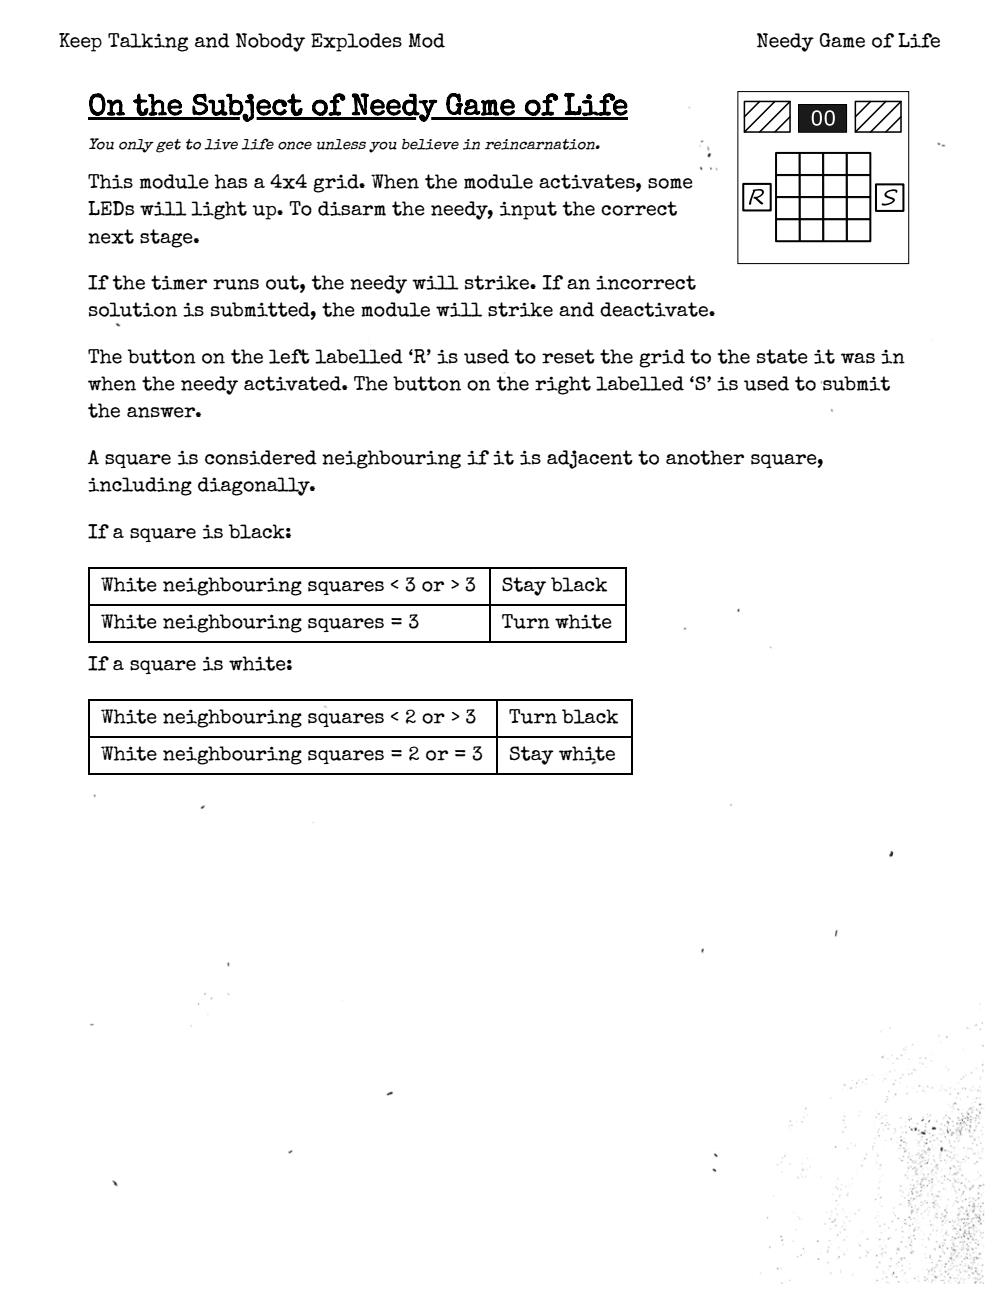 Keep Talking and Nobody Explodes Mod
Needy Game of Life
On the Subject of Needy Game of Life
You only get to live life once unless you believe in reincarnation.
This module has a 4x4 grid. When the module activates, some
LEDs will light up. To disarm the needy, input the correct
next stage.
00
R
S
If the timer runs out, the needy will strike. If an incorrect
solution is submitted, the module will strike and deactivate.
The button on the left labelled ‘R’ is used to reset the grid to the state it was in
when the needy activated. The button on the right labelled ‘S’ is used to submit
the answer.
A square is considered neighbouring if it is adjacent to another square,
including diagonally.
If a square is black:
White neighbouring squares < 3 or > 3 Stay black
White neighbouring squares = 3 Turn white
If a square is white:
White neighbouring squares < 2 or > 3 Turn black
White neighbouring squares = 2 or = 3 Stay white